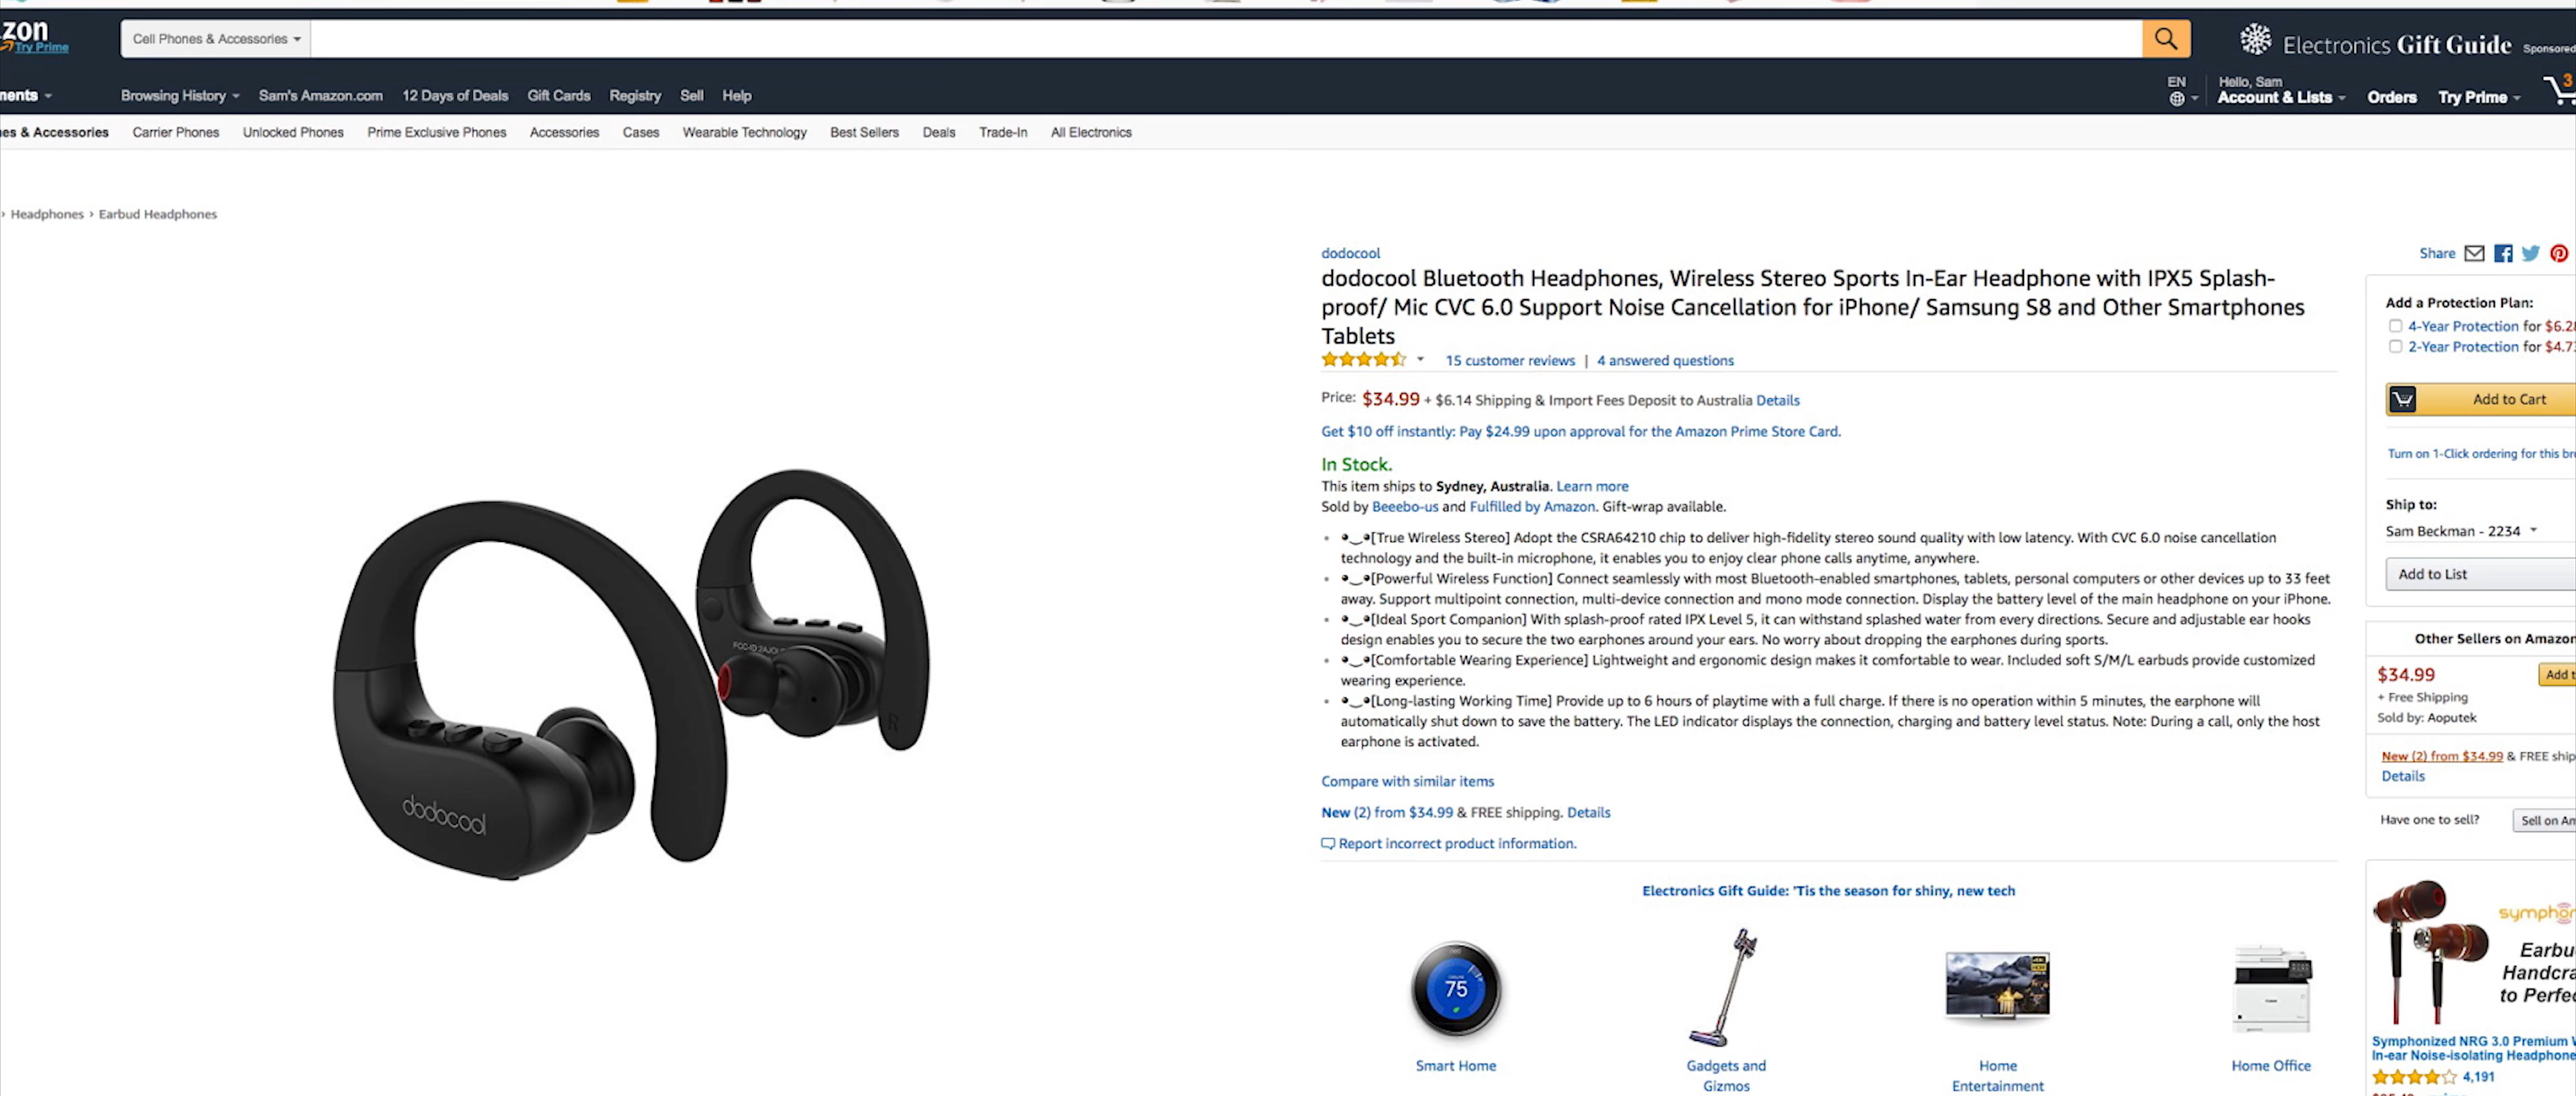 zon
Try Prime
Cell Phones & Accessories
Electronics Gift Guide Sponsored
Browsing History
Sam's Amazon.com
12 Days of Deals
Gift Cards
Registry
Sell
Help
EN
Hello, Sam
Account & Lists
Orders
Try Prime
3
& Accessories
Carrier Phones
Unlocked Phones
Prime Exclusive Phones
Accessories
Cases
Wearable Technology
Best Sellers
Deals
Trade-In
All Electronics
› Headphones › Earbud Headphones
dodocool
dodocool Bluetooth Headphones, Wireless Stereo Sports In-Ear Headphone with IPX5 Splash-
proof/ Mic CVC 6.0 Support Noise Cancellation for iPhone/ Samsung S8 and Other Smartphones
Tablets
15 customer reviews | 4 answered questions
Price: $34.99 + $6.14 Shipping & Import Fees Deposit to Australia Details
Get $10 off instantly: Pay $24.99 upon approval for the Amazon Prime Store Card.
In Stock.
This item ships to Sydney, Australia. Learn more
Sold by Beeebo-us and Fulfilled by Amazon. Gift-wrap available.
[True Wireless Stereo] Adopt the CSRA64210 chip to deliver high-fidelity stereo sound quality with low latency. With CVC 6.0 noise cancellation
technology and the built-in microphone, it enables you to enjoy clear phone calls anytime, anywhere.
[Powerful Wireless Function] Connect seamlessly with most Bluetooth-enabled smartphones, tablets, personal computers or other devices up to 33 feet
away. Support multipoint connection, multi-device connection and mono mode connection. Display the battery level of the main headphone on your iPhone.
[Ideal Sport Companion] With splash-proof rated IPX Level 5, it can withstand splashed water from every directions. Secure and adjustable ear hooks
design enables you to secure the two earphones around your ears. No worry about dropping the earphones during sports.
[Comfortable Wearing Experience] Lightweight and ergonomic design makes it comfortable to wear. Included soft S/M/L earbuds provide customized
wearing experience.
[Long-lasting Working Time] Provide up to 6 hours of playtime with a full charge. If there is no operation within 5 minutes, the earphone will
automatically shut down to save the battery. The LED indicator displays the connection, charging and battery level status. Note: During a call, only the host
earphone is activated.
Compare with similar items
New (2) from $34.99 & FREE shipping. Details
Report incorrect product information.
Electronics Gift Guide: 'Tis the season for shiny, new tech
75
Smart Home
Gadgets and
Gizmos
Home
Entertainment
Home Office
dodocool
FCC-ID
R
Share
Add a Protection Plan:
4-Year Protection for $6.2
2-Year Protection for $4.7
Add to Cart
Turn on 1-Click ordering for this
Ship to:
Sam Beckman - 2234
Add to List
Other Sellers on Amazon
$34.99
Add
+ Free Shipping
Sold by: Aoputek
New (2) from $34.99 & FREE
Details
Have one to sell?
Sell on
Handcra
to Perfe
Symphonized NRG 3.0 Premium
In-ear Noise-isolating Headphone
4,191